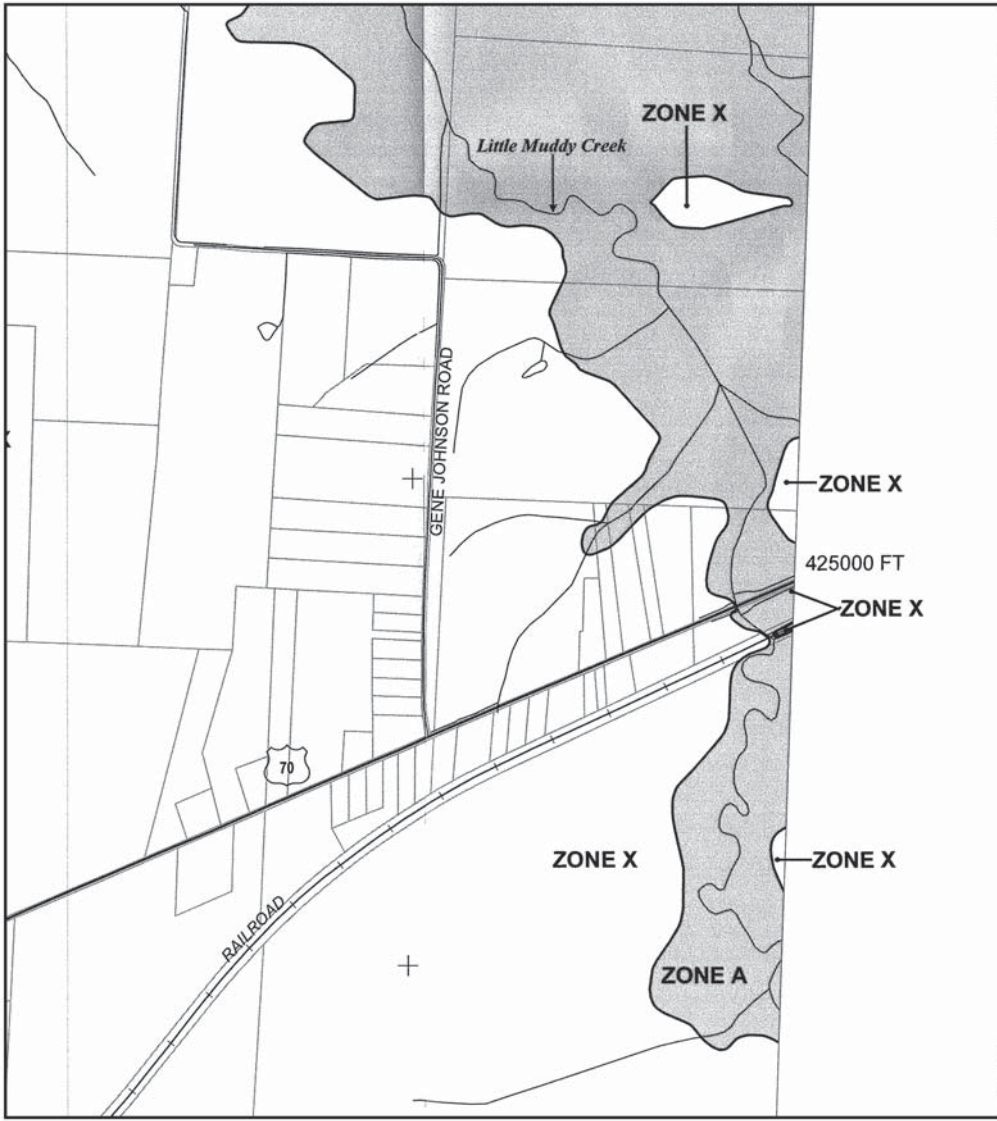 ZONE X
Little Muddy Creek
GENE JOHNSON ROAD
ZONE X
425000 FT
ZONE X
70
ZONE X
ZONE X
RAILROAD
ZONE A